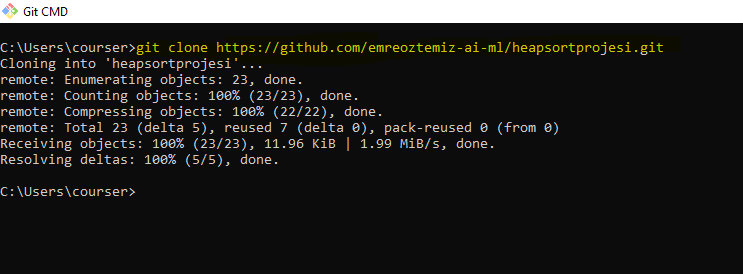 Git CMD
C:\Users\courser>git clone https://github.com/emreoztemiz-ai-ml/heapsortprojesi.git
Cloning into 'heapsortprojesi'...
remote: Enumerating objects: 23, done.
remote: Counting objects: 100% (23/23), done.
remote: Compressing objects: 100% (22/22), done.
remote: Total 23 (delta 5), reused 7 (delta 0), pack-reused 0 (from 0)
Receiving objects: 100% (23/23), 11.96 KiB | 1.99 MiB/s, done.
Resolving deltas: 100% (5/5), done.
C:\Users\courser>